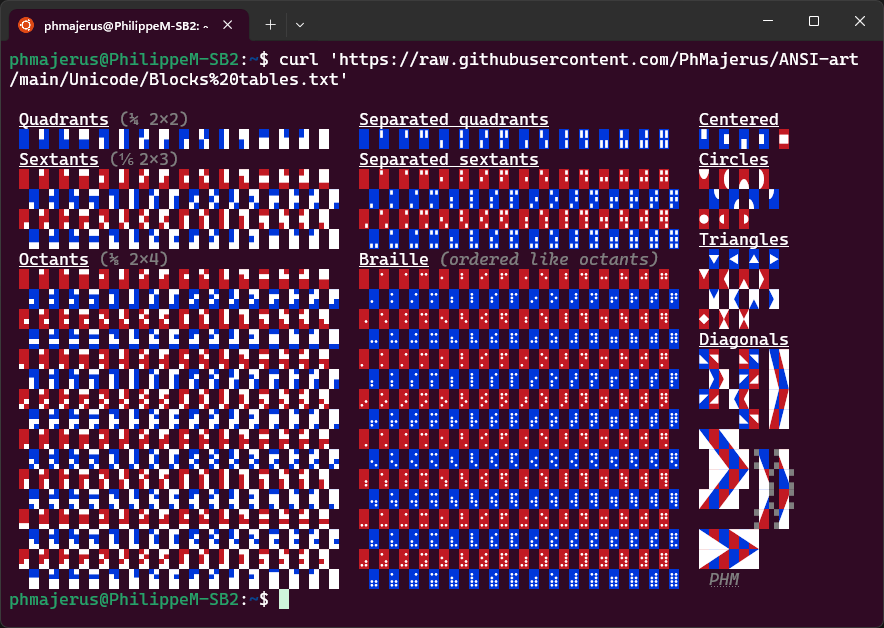 phmajerus@PhilippeM-SB2: ~
phmajerus@PhilippeM-SB2:~$ curl 'https://raw.githubusercontent.com/PhMajerus/ANSI-art
/main/Unicode/Blocks%20tables.txt'
Quadrants (¼ 2×2) Separated quadrants Centered
Sextants (⅙ 2×3) Separated sextants Circles
Triangles
Octants (⅛ 2×4) Braille (ordered like octants)
Diagonals
PHM
phmajerus@PhilippeM-SB2:~$